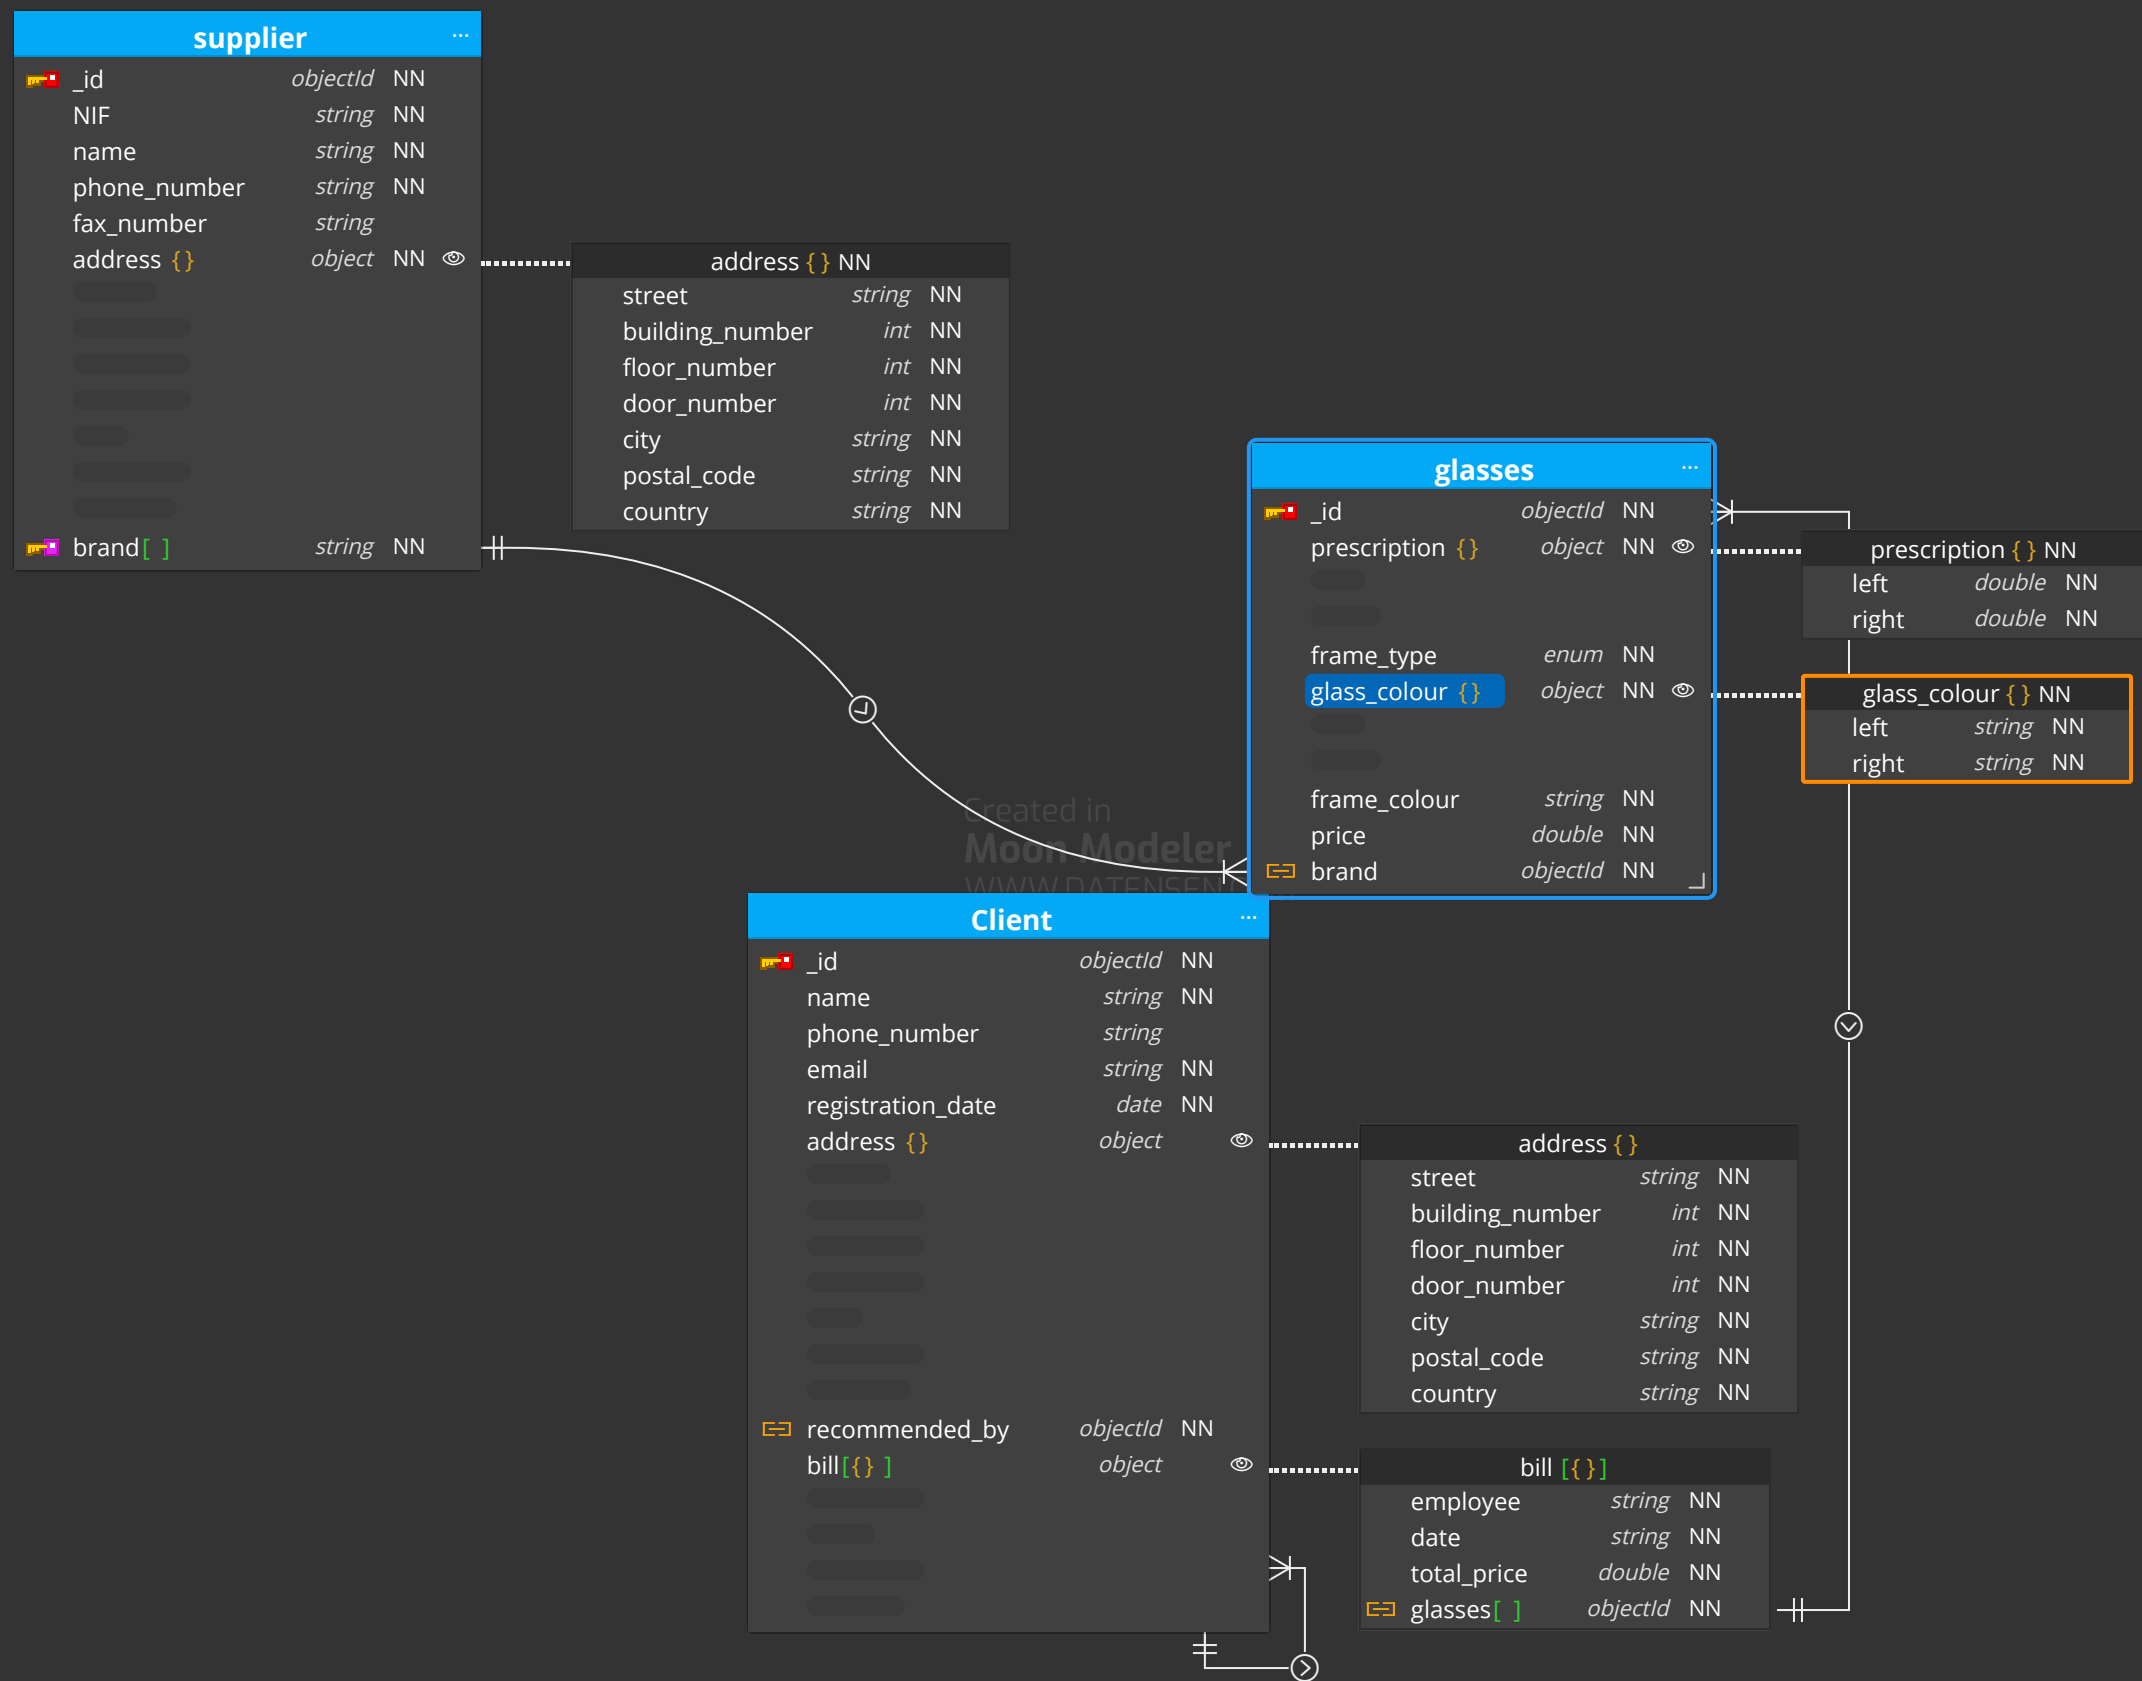 supplier ...
_id objectId NN
NIF string NN
name string NN
phone_number string NN
fax_number string
address {} object NN
brand[ ] string NN
address { } NN
street string NN
building_number int NN
floor_number int NN
door_number int NN
city string NN
postal_code string NN
country string NN
glasses ...
_id objectId NN
prescription {} object NN
frame_type enum NN
glass_colour {} object NN
frame_colour string NN
price double NN
brand objectId NN
prescription { } NN
left double NN
right double NN
glass_colour { } NN
left string NN
right string NN
Created in
Moon Modeler
Client ...
_id objectId NN
name string NN
phone_number string
email string NN
registration_date date NN
address {} object
recommended_by objectId NN
bill[{} ] object
address { }
street string NN
building_number int NN
floor_number int NN
door_number int NN
city string NN
postal_code string NN
country string NN
bill [{ }]
employee string NN
date string NN
total_price double NN
glasses[ ] objectId NN